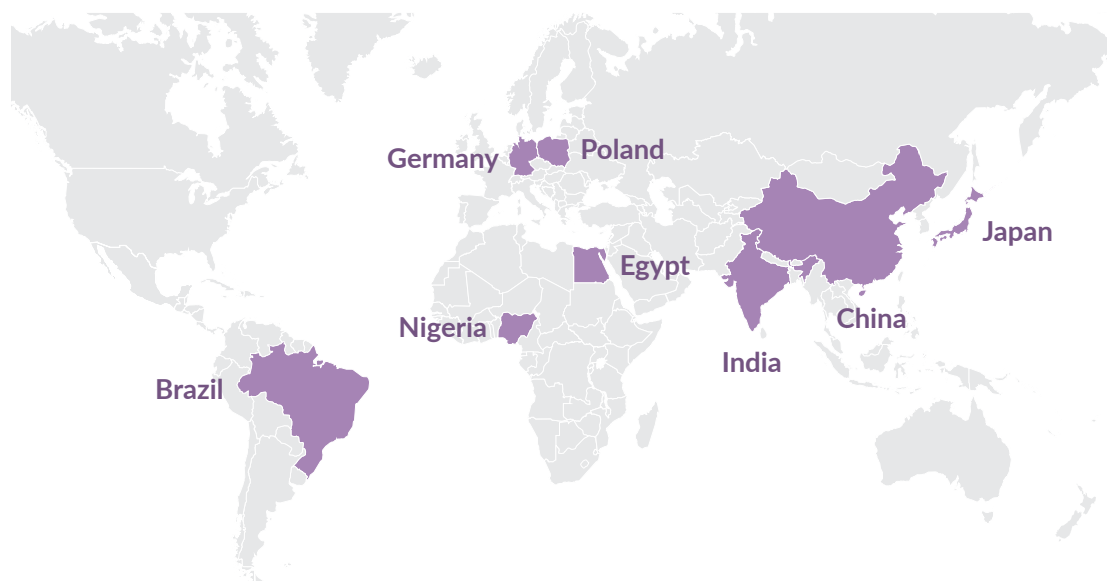 Germany
Poland
Japan
Egypt
China
Nigeria
India
Brazil